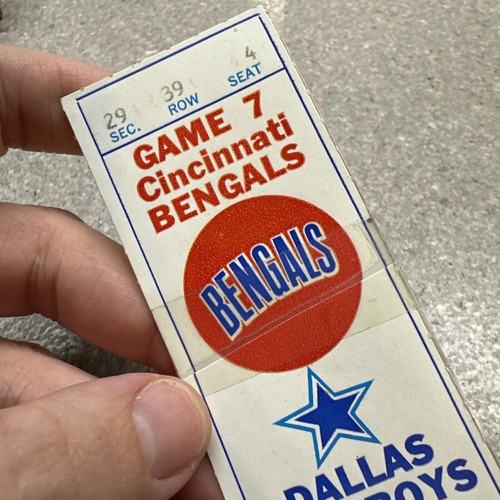 29 39 4
SEC. ROW SEAT
GAME 7
Cincinnati
BENGALS
BENGALS
DALLAS